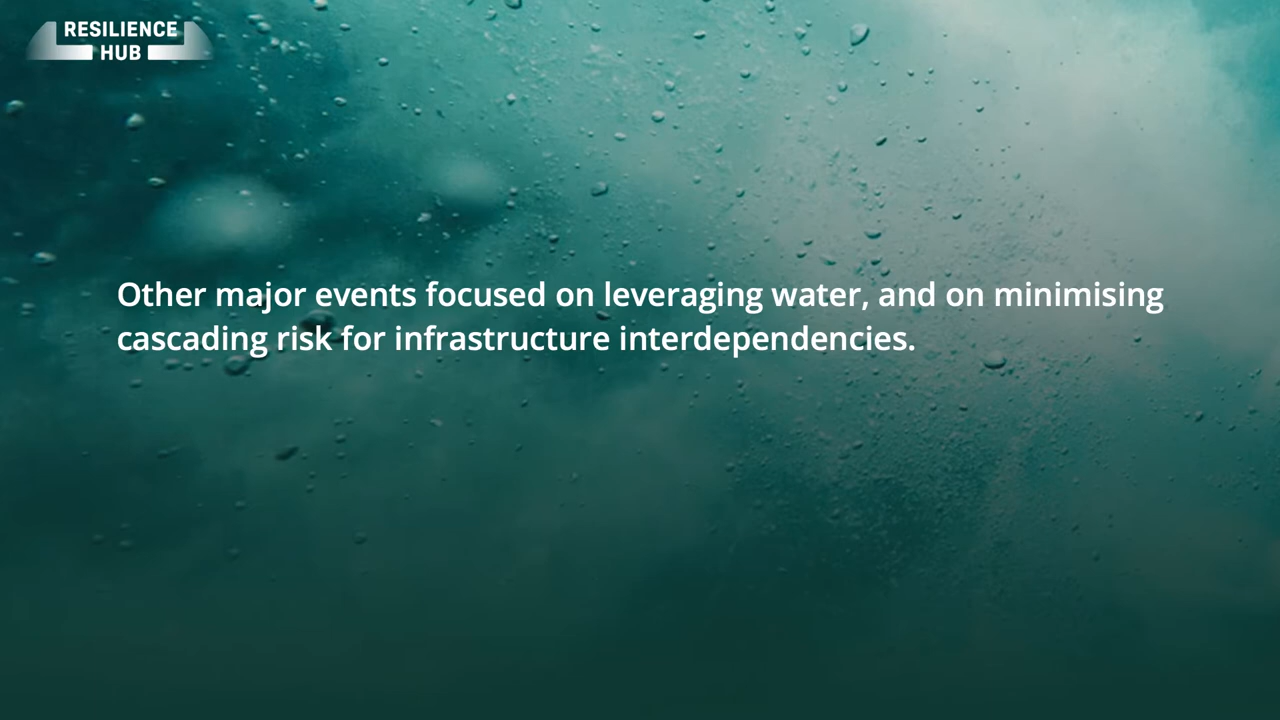 RESILIENCE
HUB
Other major events focused on leveraging water, and on minimising
cascading risk for infrastructure interdependencies.